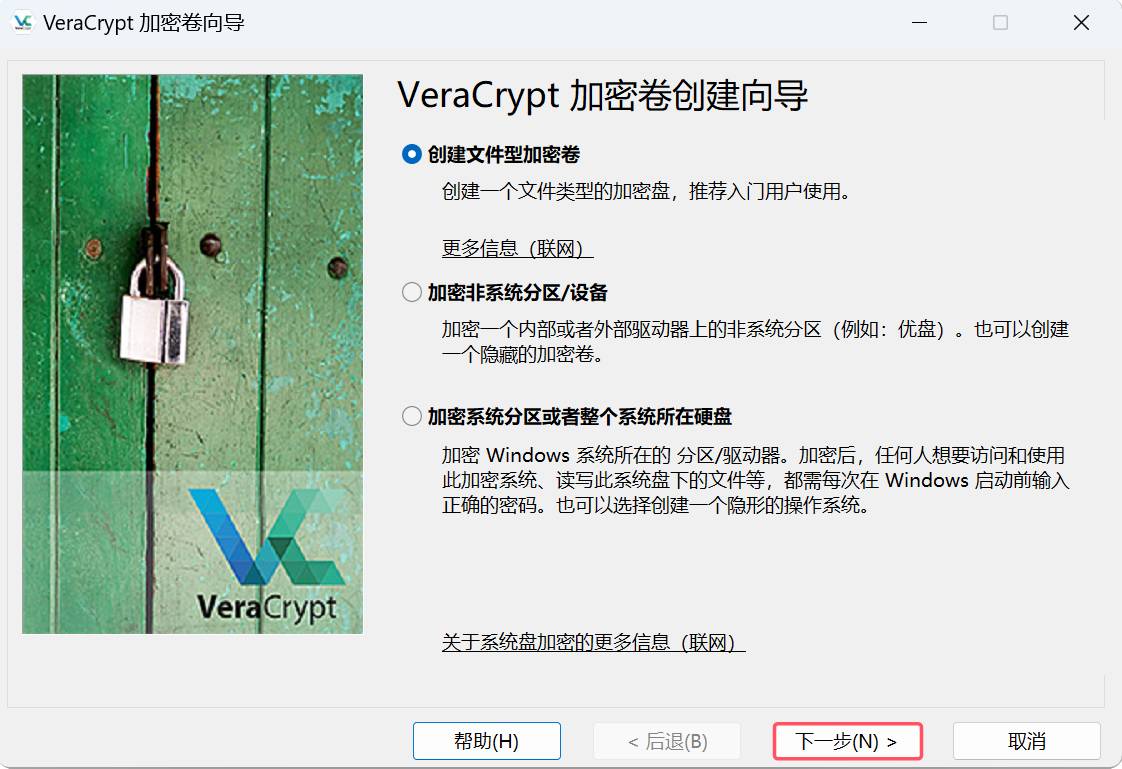 VeraCrypt 加密卷向导
VeraCrypt 加密卷创建向导
创建文件型加密卷
创建一个文件类型的加密盘，推荐入门用户使用。
更多信息（联网）
加密非系统分区/设备
加密一个内部或者外部驱动器上的非系统分区（例如：优盘）。也可以创建
一个隐藏的加密卷。
加密系统分区或者整个系统所在硬盘
加密 Windows 系统所在的 分区/驱动器。加密后，任何人想要访问和使用
此加密系统、读写此系统盘下的文件等，都需每次在 Windows 启动前输入
正确的密码。也可以选择创建一个隐形的操作系统。
VeraCrypt
关于系统盘加密的更多信息（联网）
帮助(H)
< 后退(B)
下一步(N) >
取消